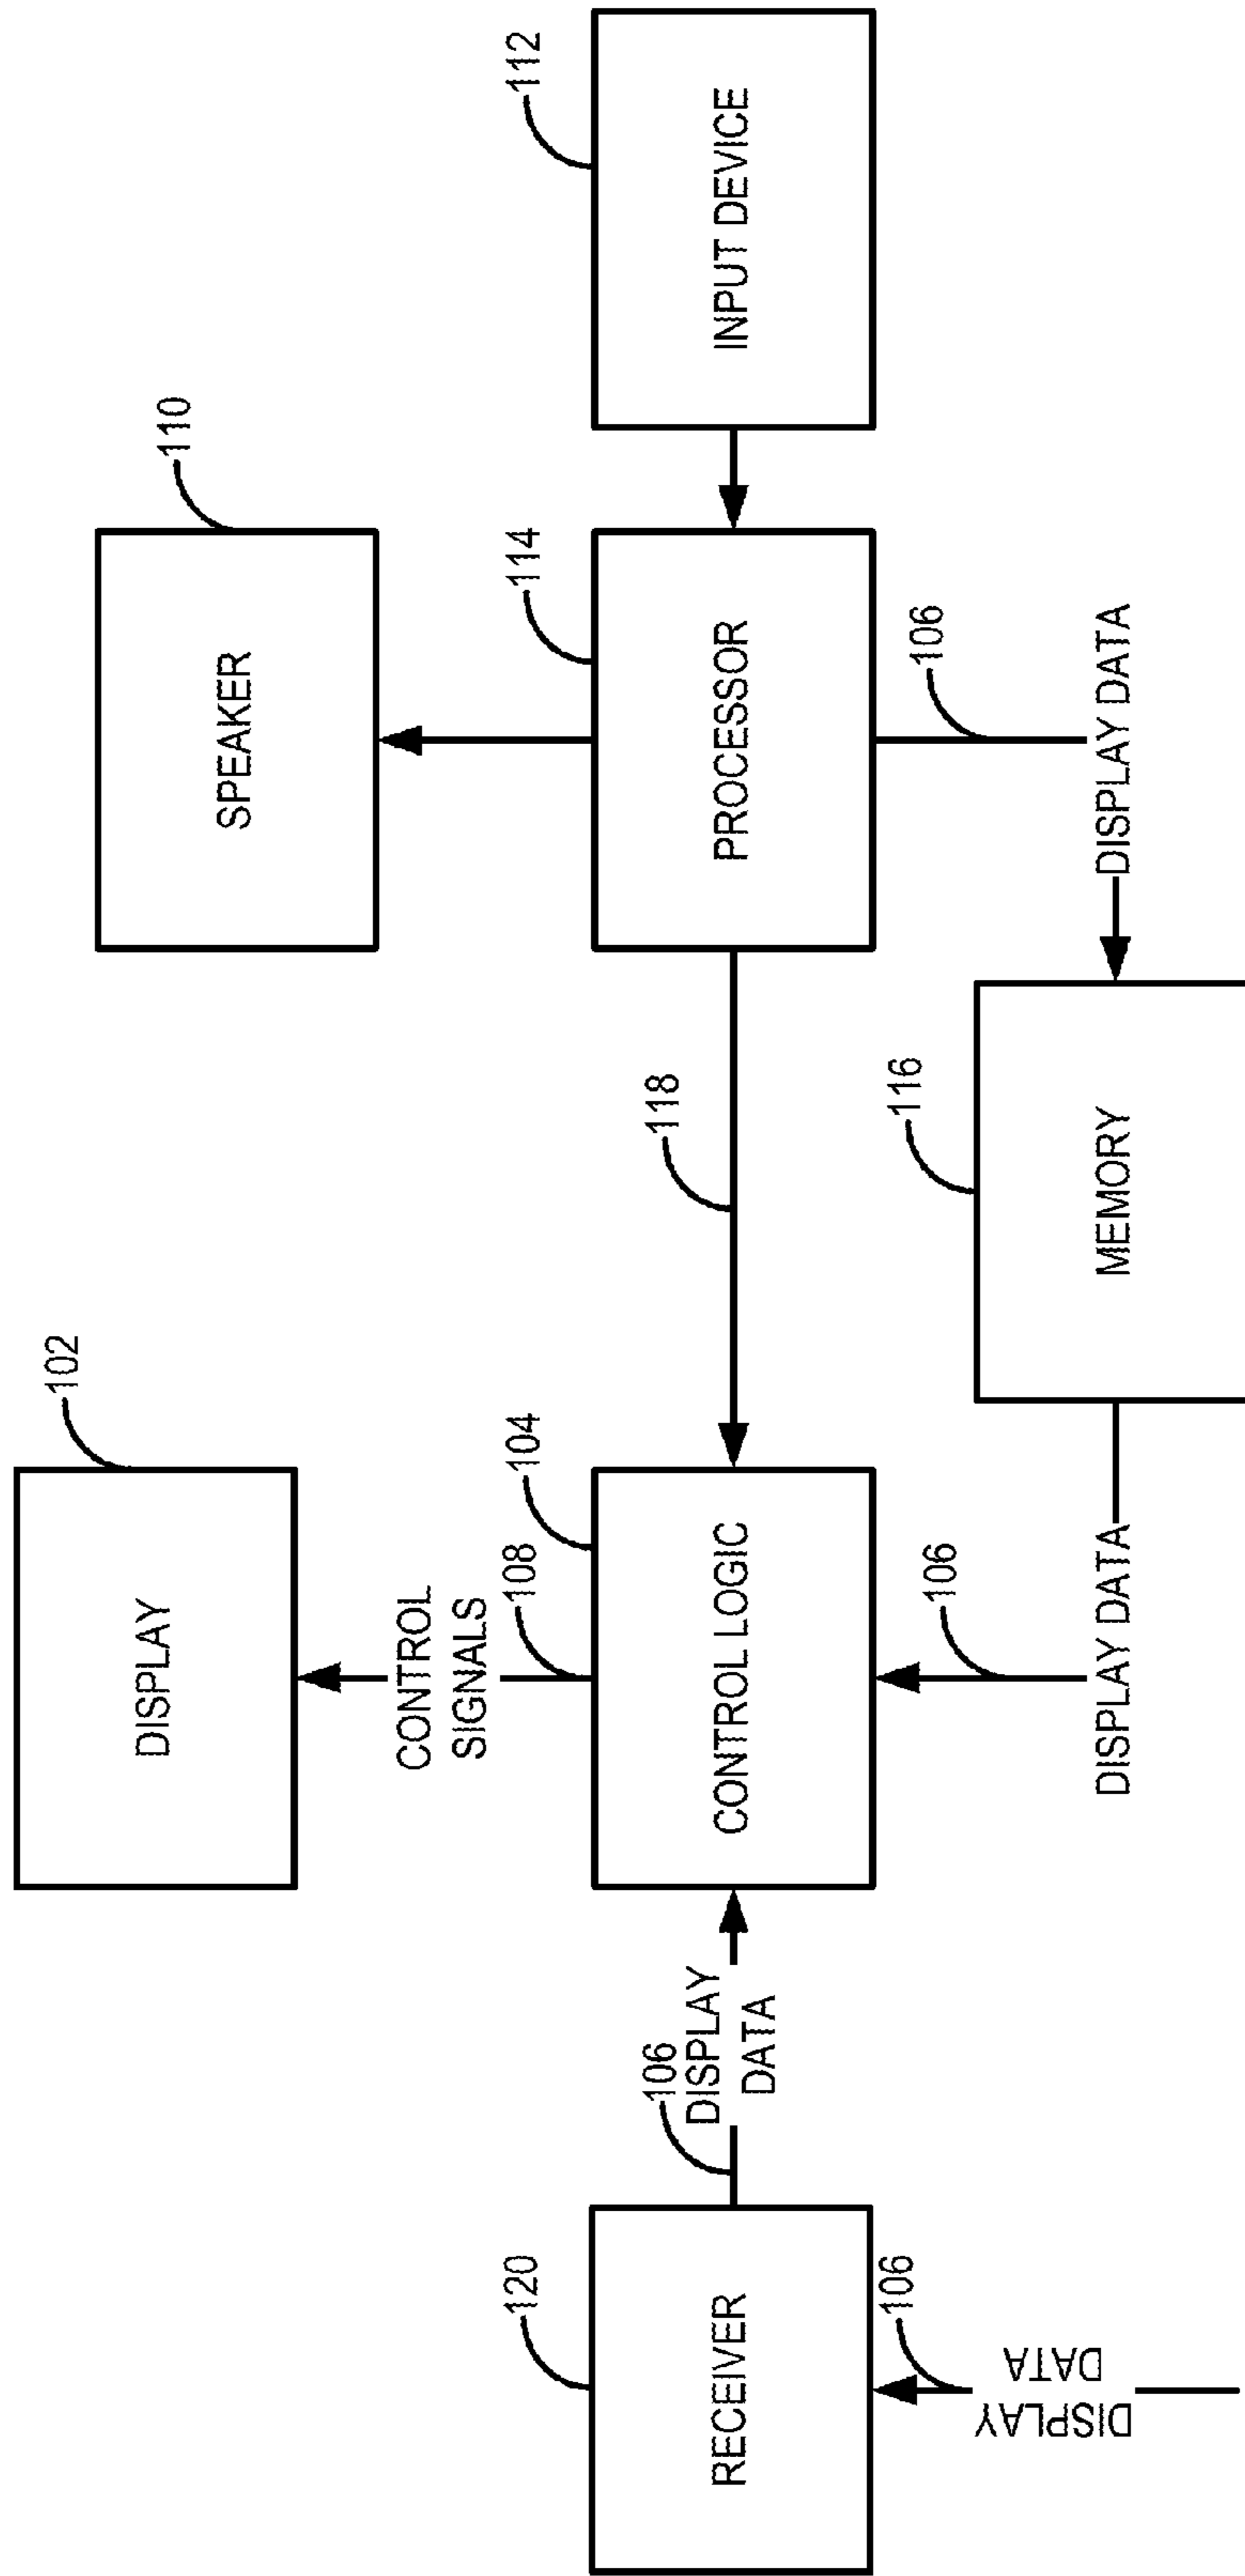 102
DISPLAY
110
SPEAKER
CONTROL
SIGNALS
108
104
CONTROL LOGIC
120
RECEIVER
106
DISPLAY
DATA
118
114
PROCESSOR
112
INPUT DEVICE
106
DISPLAY
DATA
106
DISPLAY DATA
116
MEMORY
106
DISPLAY DATA